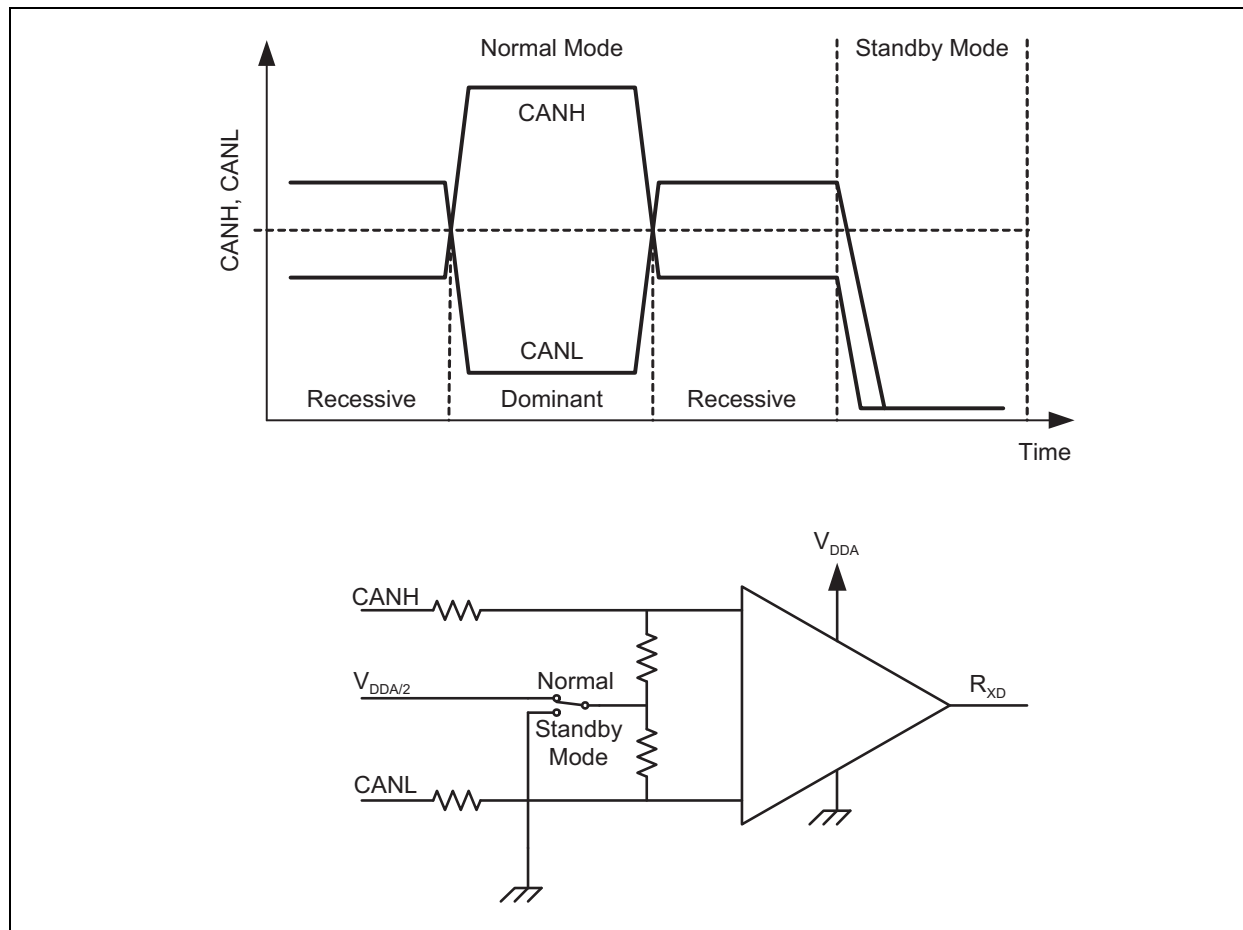 Normal Mode
Standby Mode
CANH, CANL
CANH
CANL
Recessive
Dominant
Recessive
Time
V_DDA
CANH
V_DDA/2
Normal
Standby
Mode
R_XD
CANL